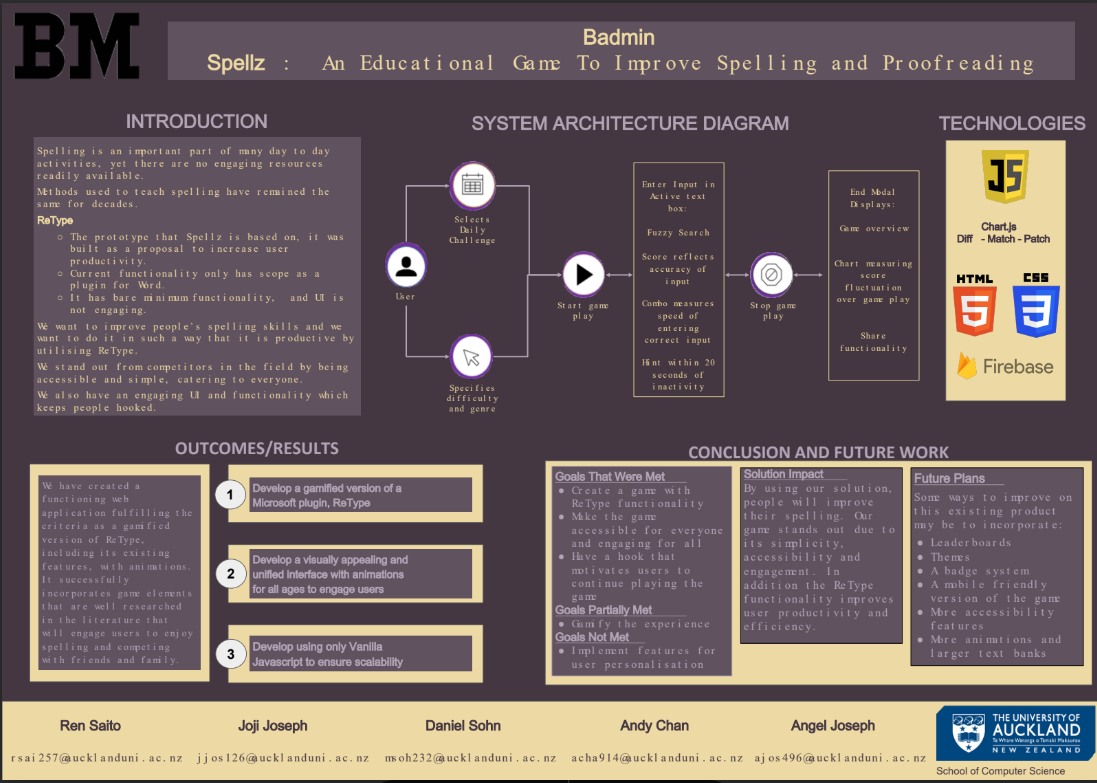 BM
Badmin
Spellz : An Educational Game To Improve Spelling and Proofreading
INTRODUCTION
Spelling is an important part of many day to day
activities, yet there are no engaging resources
readily available.
Methods used to teach spelling have remained the
same for decades.
ReType
○ The prototype that Spellz is based on, it was
built as a proposal to increase user
productivity.
○ Current functionality only has scope as a
plugin for Word.
○ It has bare minimum functionality, and UI is
not engaging.
We want to improve people's spelling skills and we
want to do it in such a way that it is productive by
utilising ReType.
We stand out from competitors in the field by being
accessible and simple, catering to everyone.
We also have an engaging UI and functionality which
keeps people hooked.
SYSTEM ARCHITECTURE DIAGRAM
User
Selects
Daily
Challenge
Specifies
difficulty
and genre
Start game
play
Enter Input in
Active text
box:
Fuzzy Search
Score reflects
accuracy of
input
Combo measures
speed of
entering
correct input
Hint within 20
seconds of
inactivity
Stop game
play
End Modal
Displays:
Game overview
Chart measuring
score
fluctuation
over game play
Share
functionality
TECHNOLOGIES
JS
Chart.js
Diff - Match - Patch
HTML
5
CSS
3
Firebase
OUTCOMES/RESULTS
We have created a
functioning web
application fulfilling the
criteria as a gamified
version of ReType,
including its existing
features, with animations.
It successfully
incorporates game elements
that are well researched
in the literature that
will engage users to enjoy
spelling and competing
with friends and family.
1
Develop a gamified version of a
Microsoft plugin, ReType
2
Develop a visually appealing and
unified interface with animations
for all ages to engage users
3
Develop using only Vanilla
Javascript to ensure scalability
CONCLUSION AND FUTURE WORK
Goals That Were Met
● Create a game with
ReType functionality
● Make the game
accessible for everyone
and engaging for all
● Have a hook that
motivates users to
continue playing the
game
Goals Partially Met
● Gamify the experience
Goals Not Met
● Implement features for
user personalisation
Solution Impact
By using our solution,
people will improve
their spelling. Our
game stands out due to
its simplicity,
accessibility and
engagement. In
addition the ReType
functionality improves
user productivity and
efficiency.
Future Plans
Some ways to improve on
this existing product
may be to incorporate:
● Leaderboards
● Themes
● A badge system
● A mobile friendly
version of the game
● More accessibility
features
● More animations and
larger text banks
Ren Saito
rsai257@aucklanduni.ac.nz
Joji Joseph
jjos126@aucklanduni.ac.nz
Daniel Sohn
msoh232@aucklanduni.ac.nz
Andy Chan
acha914@aucklanduni.ac.nz
Angel Joseph
ajos496@aucklanduni.ac.nz
THE UNIVERSITY OF
AUCKLAND
Te Whare Wānanga o Tāmaki Makaurau
NEW ZEALAND
School of Computer Science